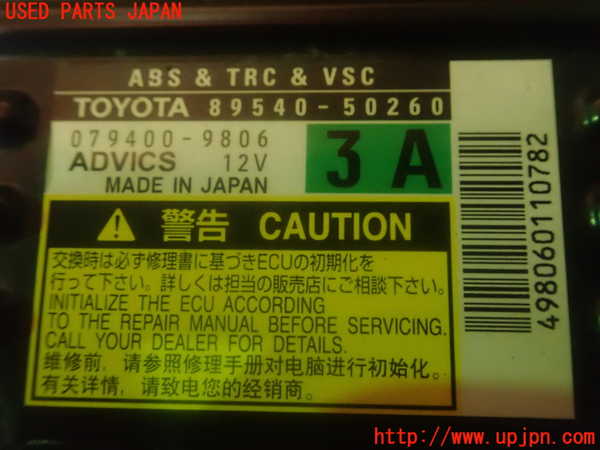 USED PARTS JAPAN
ABS & TRC & VSC
TOYOTA 89540-50260
079400-9806
ADVICS 12V
MADE IN JAPAN
3A
498060110782
警告 CAUTION
交換時は必ず修理書に基づきECUの初期化を
行って下さい。詳しくは担当の販売店にご相談下さい。
INITIALIZE THE ECU ACCORDING
TO THE REPAIR MANUAL BEFORE SERVICING.
CALL YOUR DEALER FOR DETAILS.
维修前, 请参照修理手册对电脑进行初始化。
有关详情, 请致电您的经销商。
http://www.upjpn.com/